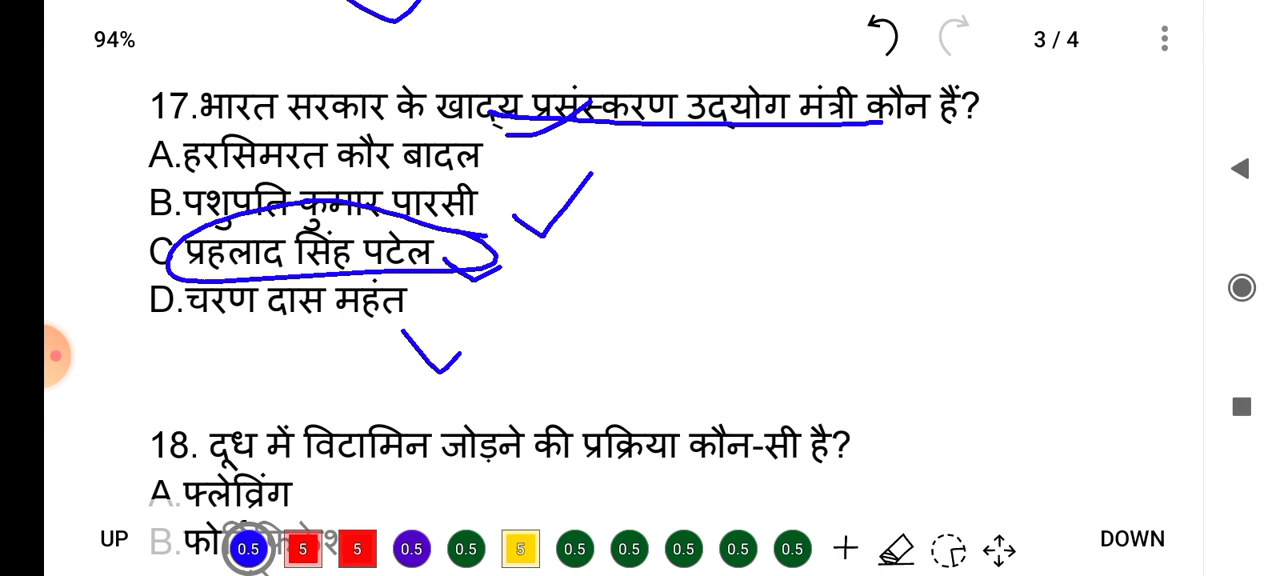 94%
3 / 4
17.भारत सरकार के खाद्य प्रसंस्करण उद्योग मंत्री कौन हैं?
A.हरसिमरत कौर बादल
B.पशुपति कुमार पारसी
C प्रहलाद सिंह पटेल
D.चरण दास महंत
18. दूध में विटामिन जोड़ने की प्रक्रिया कौन-सी है?
A.फ्लेव्रिंग
UP B.फो
0.5 5 5 0.5 0.5 5 0.5 0.5 0.5 0.5 0.5
DOWN